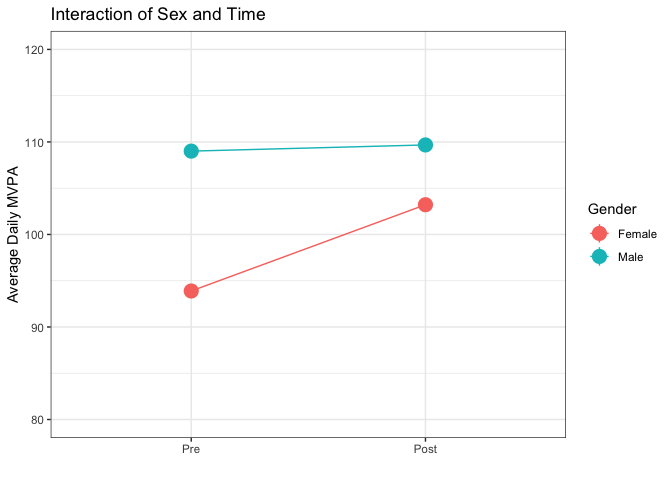 Interaction of Sex and Time
Average Daily MVPA
120
110
100
90
80
Pre
Post
Gender
Female
Male